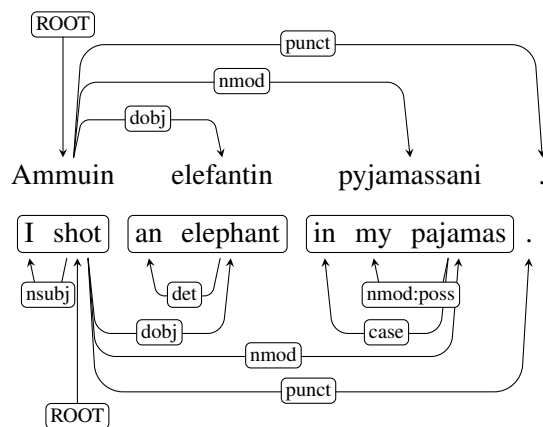 ROOT
punct
nmod
dobj
Ammuin elefantin pyjamassani .
I shot an elephant in my pajamas .
nsubj det nmod:poss
dobj case
nmod
punct
ROOT